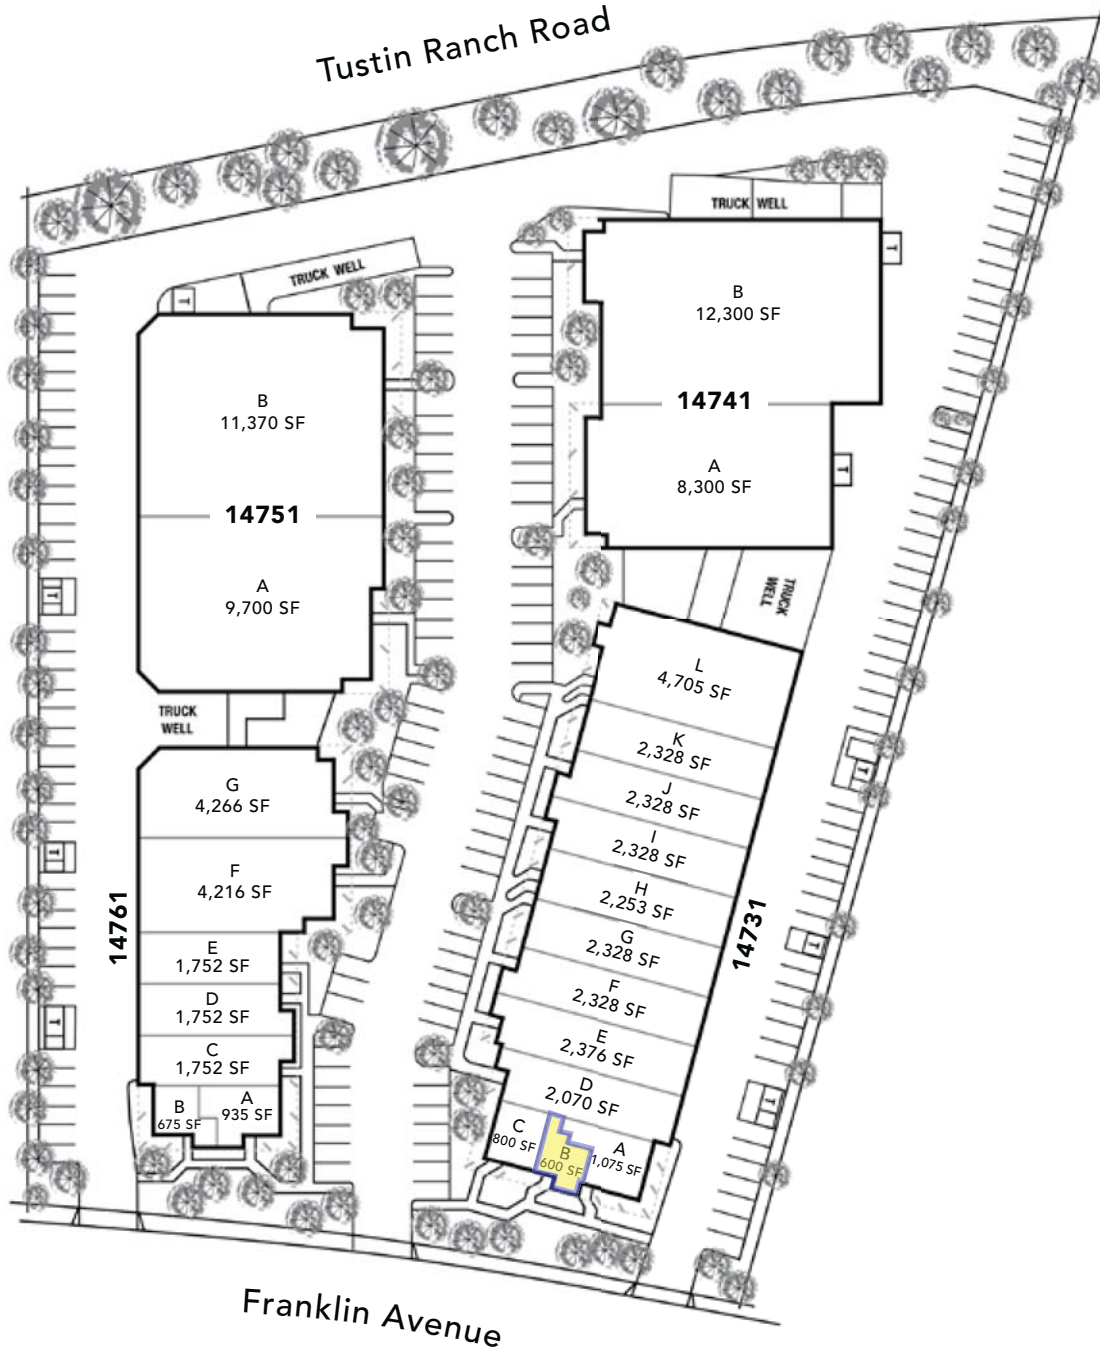 Tustin Ranch Road
TRUCK WELL
T
B
12,300 SF
14741
A
8,300 SF
T
TRUCK WELL
T
B
11,370 SF
14751
A
9,700 SF
T
TRUCK
WELL
TRUCK
WELL
L
4,705 SF
K
2,328 SF
J
2,328 SF
I
2,328 SF
H
2,253 SF
G
2,328 SF
F
2,328 SF
E
2,376 SF
D
2,070 SF
C
800 SF
B
600 SF
A
1,075 SF
14731
T
T
T
G
4,266 SF
F
4,216 SF
E
1,752 SF
D
1,752 SF
C
1,752 SF
B
675 SF
A
935 SF
14761
T
T
Franklin Avenue